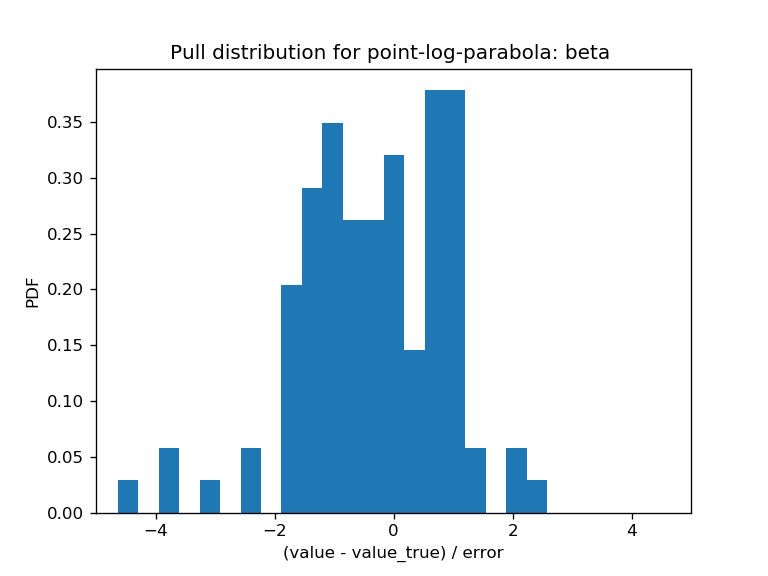 Pull distribution for point-log-parabola: beta
0.35
0.30
0.25
0.20
0.15
0.10
0.05
0.00
PDF
−4 −2 0 2 4
(value - value_true) / error